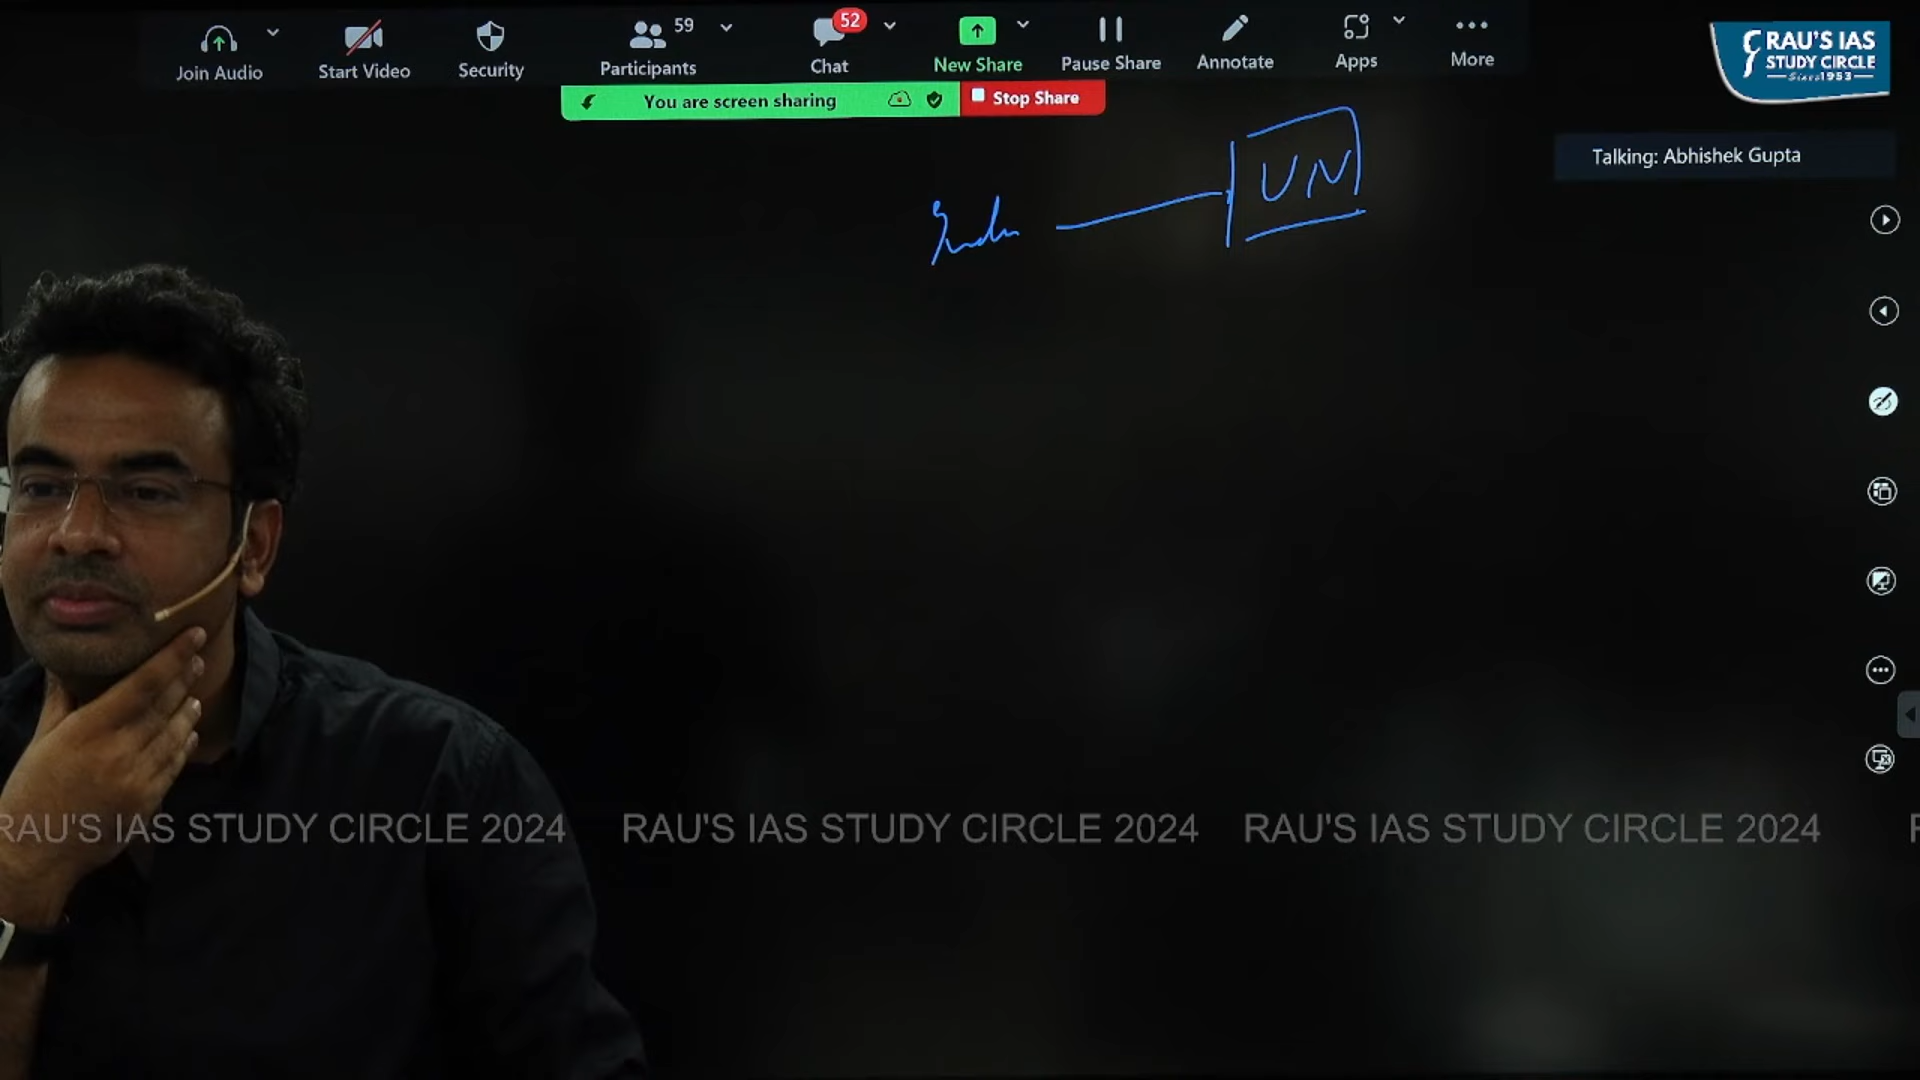 Join Audio
Start Video
Security
Participants 59
Chat 52
New Share
Pause Share
Annotate
Apps
More
RAU'S IAS
STUDY CIRCLE
Since 1953
You are screen sharing
Stop Share
Talking: Abhishek Gupta
UN
RAU'S IAS STUDY CIRCLE 2024 RAU'S IAS STUDY CIRCLE 2024 RAU'S IAS STUDY CIRCLE 2024